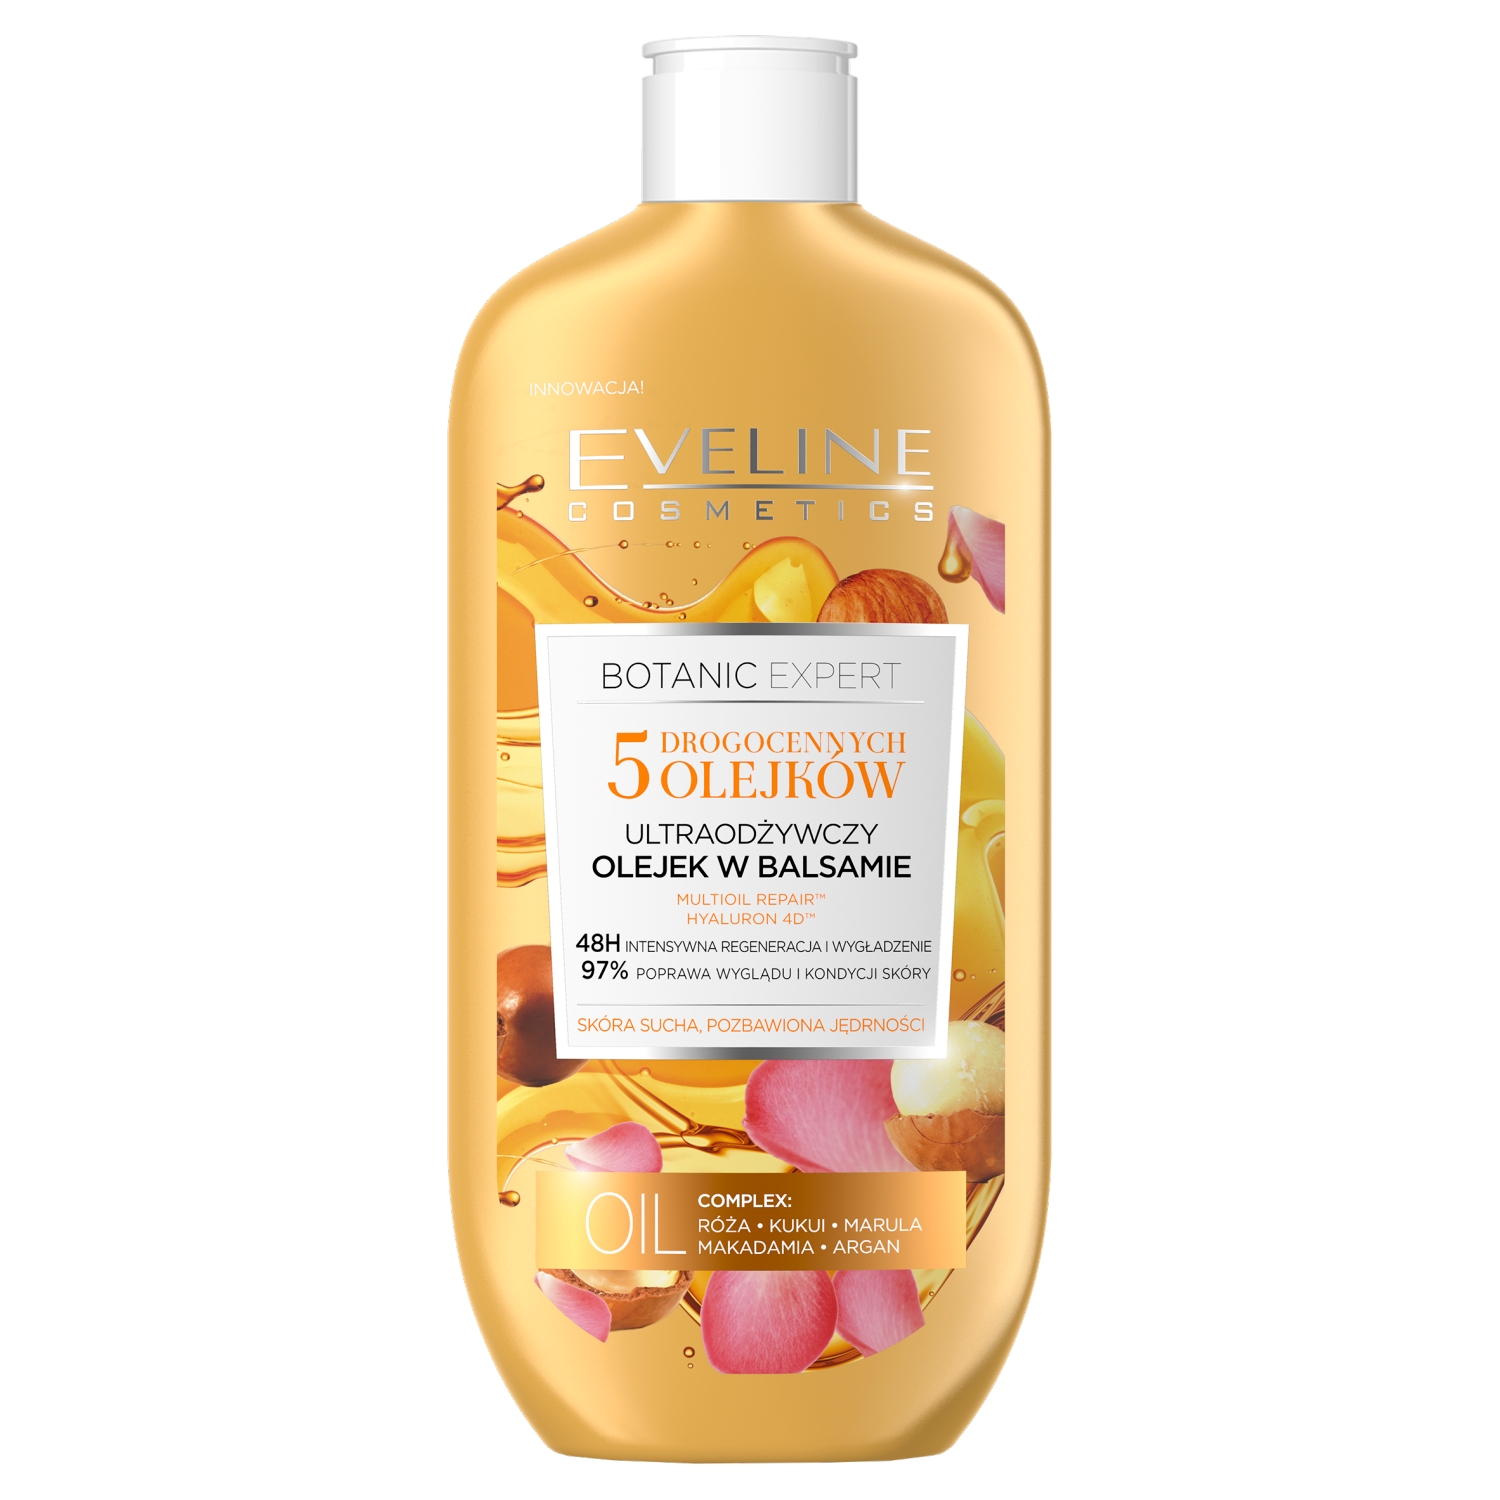 INNOWACJA!
EVELINE
COSMETICS
BOTANIC EXPERT
5 DROGOCENNYCH
OLEJKÓW
ULTRAODŻYWCZY
OLEJEK W BALSAMIE
MULTIOIL REPAIR™
HYALURON 4D™
48H INTENSYWNA REGENERACJA I WYGŁADZENIE
97% POPRAWA WYGLĄDU I KONDYCJI SKÓRY
SKÓRA SUCHA, POZBAWIONA JĘDRNOŚCI
OIL COMPLEX:
RÓŻA • KUKUI • MARULA
MAKADAMIA • ARGAN